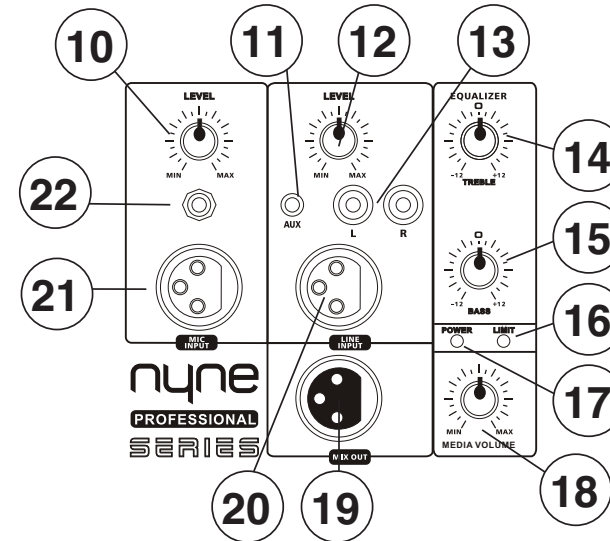 10
11
12
13
LEVEL
LEVEL
EQUALIZER
0
MIN MAX
MIN MAX
-12 +12
TREBLE
14
22
AUX
L
R
0
15
21
-12 +12
BASS
MIC
INPUT
LINE
INPUT
POWER
LIMIT
16
nyne
PROFESSIONAL
SERIES
17
MIN MAX
MEDIA VOLUME
MIX OUT
18
20
19